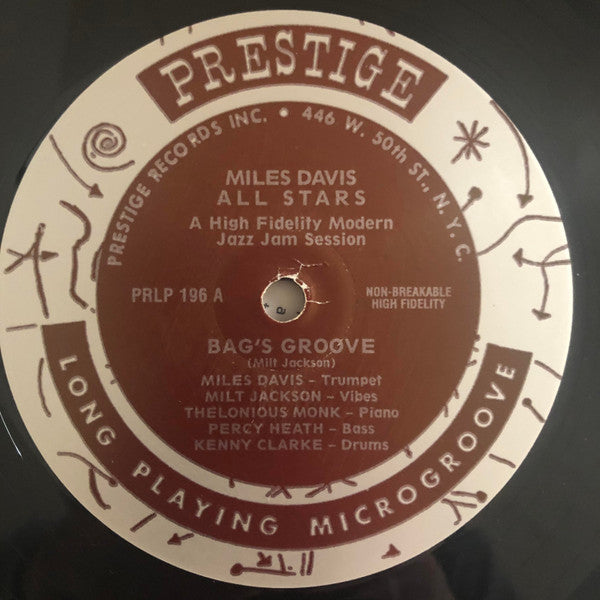 PRESTIGE
PRESTIGE RECORDS INC. • 446 W. 50th ST., N.Y.C.
MILES DAVIS
ALL STARS
A High Fidelity Modern
Jazz Jam Session
PRLP 196 A
NON-BREAKABLE
HIGH FIDELITY
BAG'S GROOVE
(Milt Jackson)
MILES DAVIS – Trumpet
MILT JACKSON – Vibes
THELONIOUS MONK – Piano
PERCY HEATH – Bass
KENNY CLARKE – Drums
LONG PLAYING MICROGROOVE